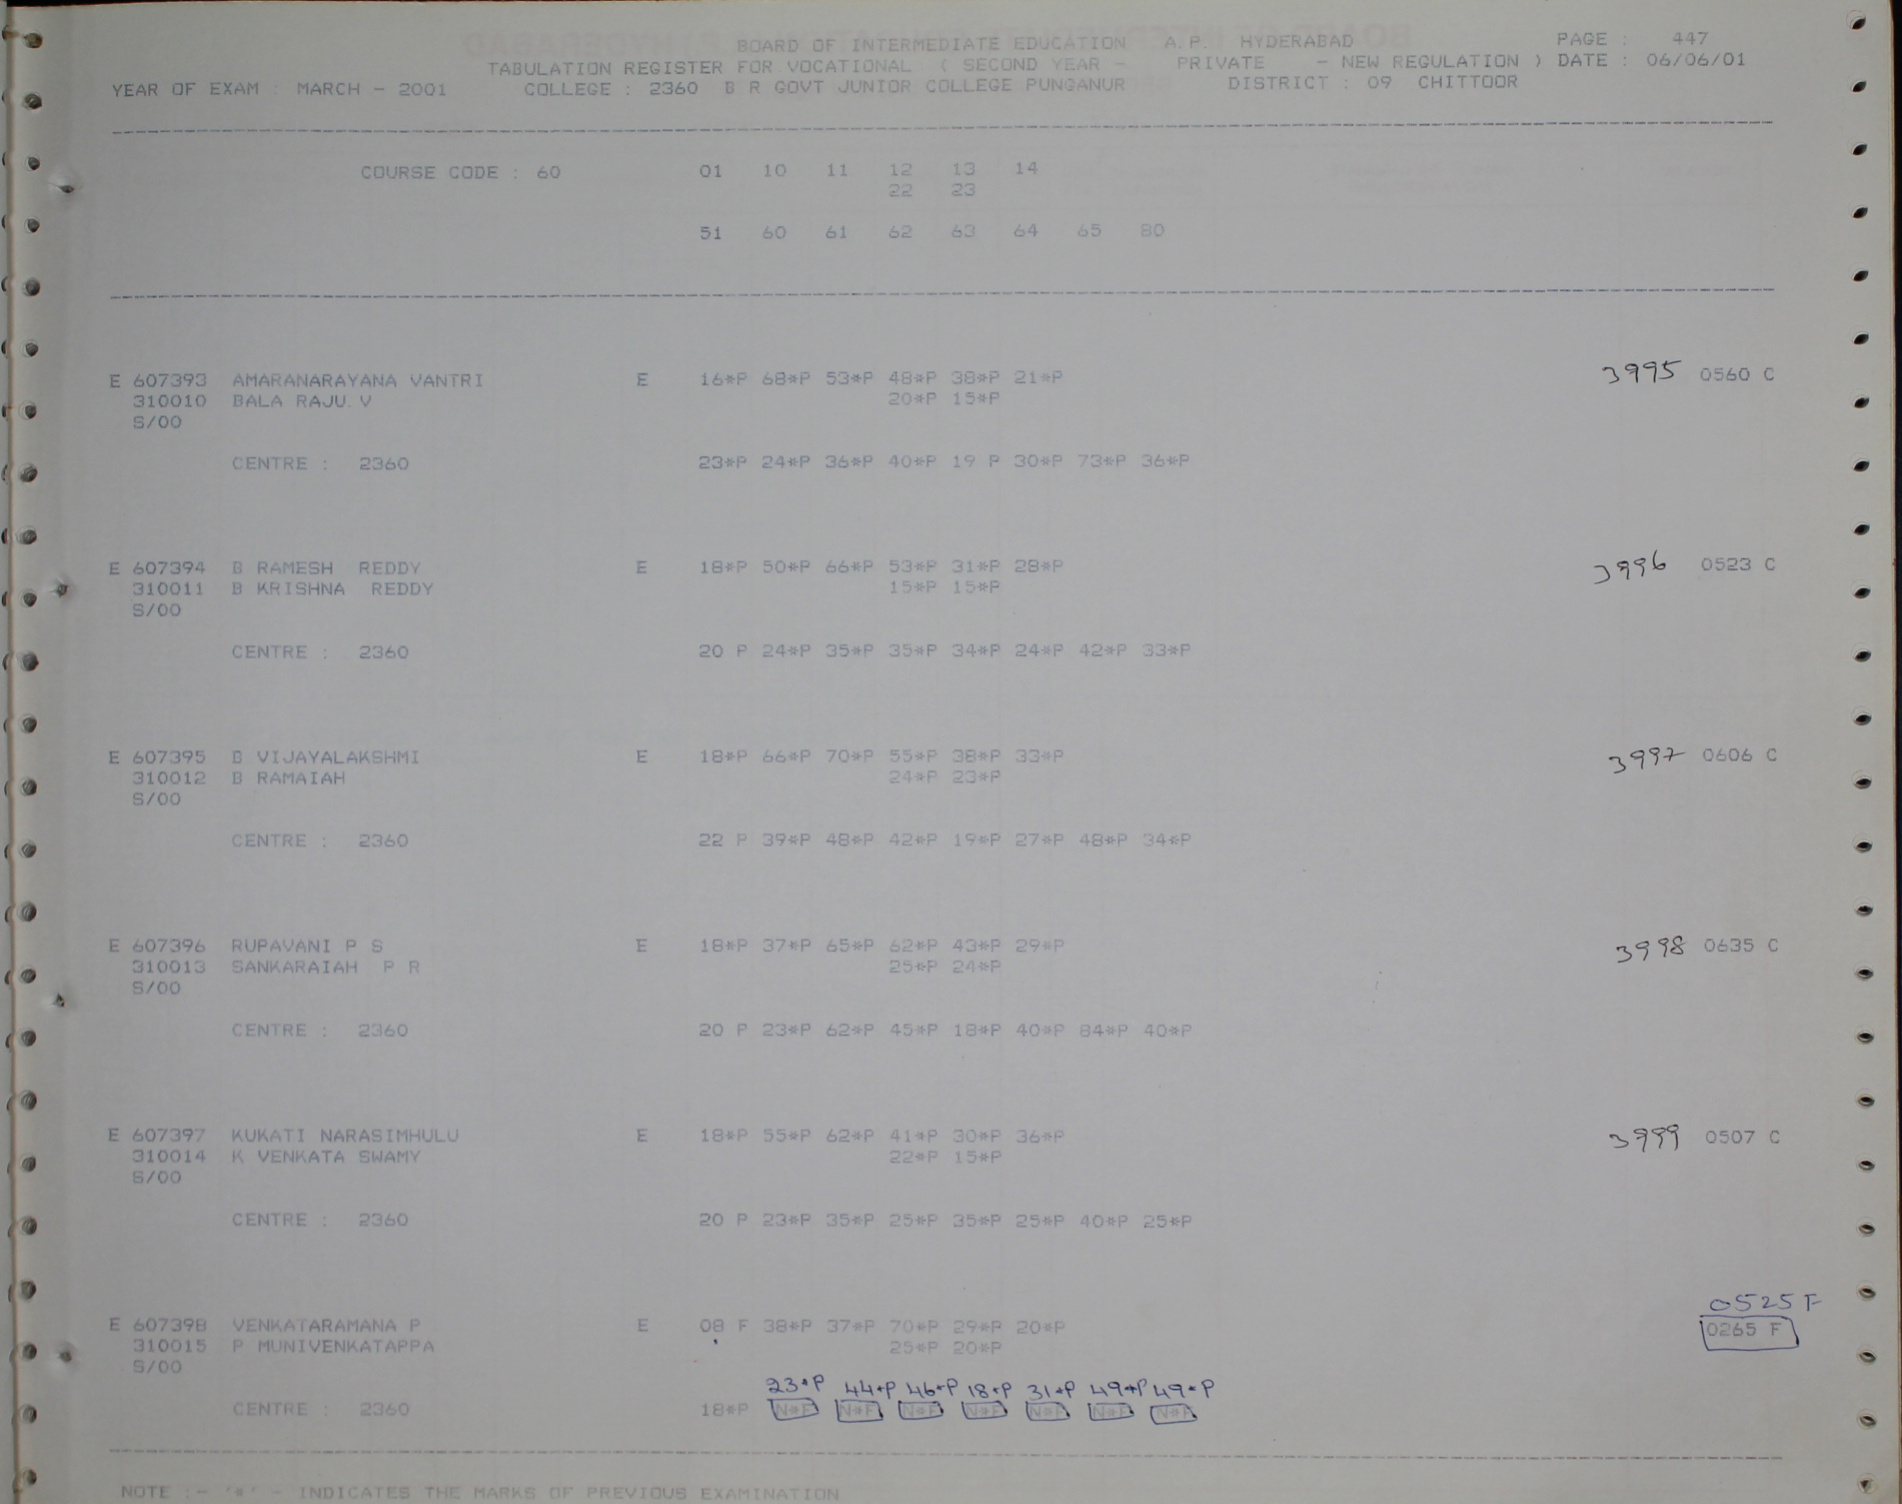 BOARD OF INTERMEDIATE EDUCATION A.P. HYDERABAD PAGE : 447
TABULATION REGISTER FOR VOCATIONAL ( SECOND YEAR - PRIVATE - NEW REGULATION ) DATE : 06/06/01
YEAR OF EXAM : MARCH - 2001 COLLEGE : 2360 B R GOVT JUNIOR COLLEGE PUNGANUR DISTRICT : 09 CHITTOOR
COURSE CODE : 60 01 10 11 12 13 14
22 23
51 60 61 62 63 64 65 80
E 607393 AMARANARAYANA VANTRI E 16*P 68*P 53*P 48*P 38*P 21*P 3995 0560 C
310010 BALA RAJU.V 20*P 15*P
S/00
CENTRE : 2360 23*P 24*P 36*P 40*P 19 P 30*P 73*P 36*P
E 607394 B RAMESH REDDY E 18*P 50*P 66*P 53*P 31*P 28*P 3996 0523 C
310011 B KRISHNA REDDY 15*P 15*P
S/00
CENTRE : 2360 20 P 24*P 35*P 35*P 34*P 24*P 42*P 33*P
E 607395 B VIJAYALAKSHMI E 18*P 66*P 70*P 55*P 38*P 33*P 3997 0606 C
310012 B RAMAIAH 24*P 23*P
S/00
CENTRE : 2360 22 P 39*P 48*P 42*P 19*P 27*P 48*P 34*P
E 607396 RUPAVANI P S E 18*P 37*P 65*P 62*P 43*P 29*P 3998 0635 C
310013 SANKARAIAH P R 25*P 24*P
S/00
CENTRE : 2360 20 P 23*P 62*P 45*P 18*P 40*P 84*P 40*P
E 607397 KUKATI NARASIMHULU E 18*P 55*P 62*P 41*P 30*P 36*P 3999 0507 C
310014 K VENKATA SWAMY 22*P 15*P
S/00
CENTRE : 2360 20 P 23*P 35*P 25*P 35*P 25*P 40*P 25*P
0525 F
E 607398 VENKATARAMANA P E 08 F 38*P 37*P 70*P 29*P 20*P 0265 F
310015 P MUNIVENKATAPPA 25*P 20*P
S/00
23*P 44*P 46*P 18*P 31*P 49*P 49*P
CENTRE : 2360 18*P N*F N*F N*F N*F N*F N*F N*F
NOTE :- '*' - INDICATES THE MARKS OF PREVIOUS EXAMINATION